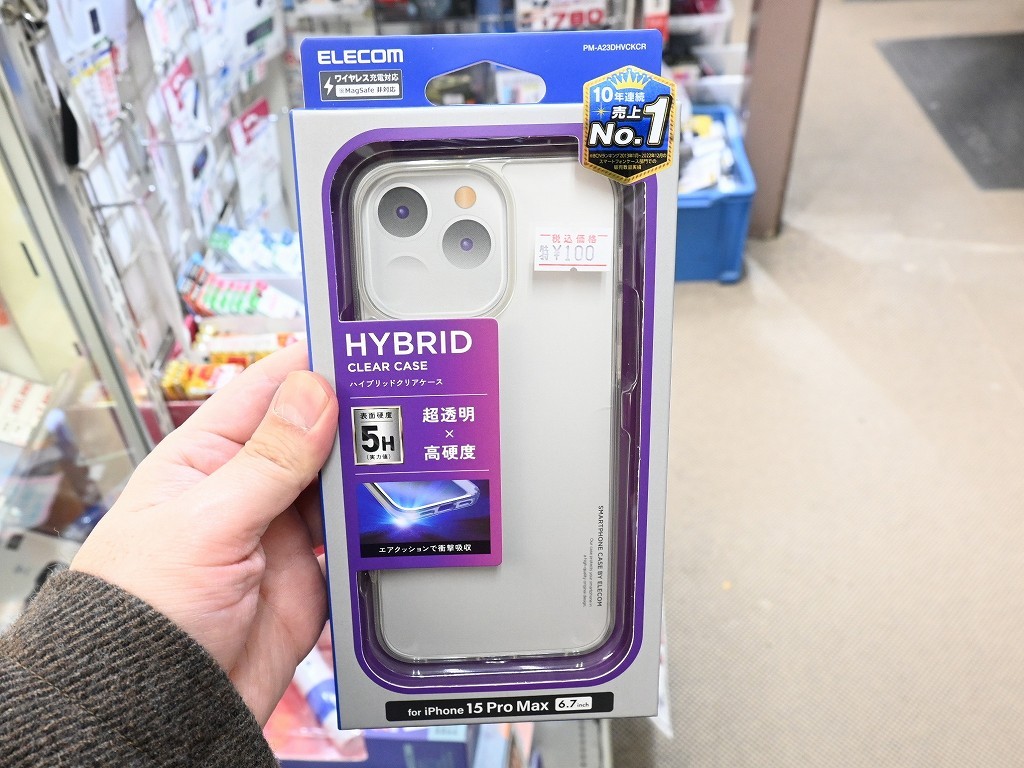 ELECOM
PM-A23DHVCKCR
ワイヤレス充電対応
※MagSafe 非対応
10年連続
売上
No.1
税込価格
¥100
HYBRID
CLEAR CASE
ハイブリッドクリアケース
表面硬度
5H
(実力値)
超透明
×
高硬度
エアクッションで衝撃吸収
SMARTPHONE CASE BY ELECOM
for iPhone 15 Pro Max 6.7inch